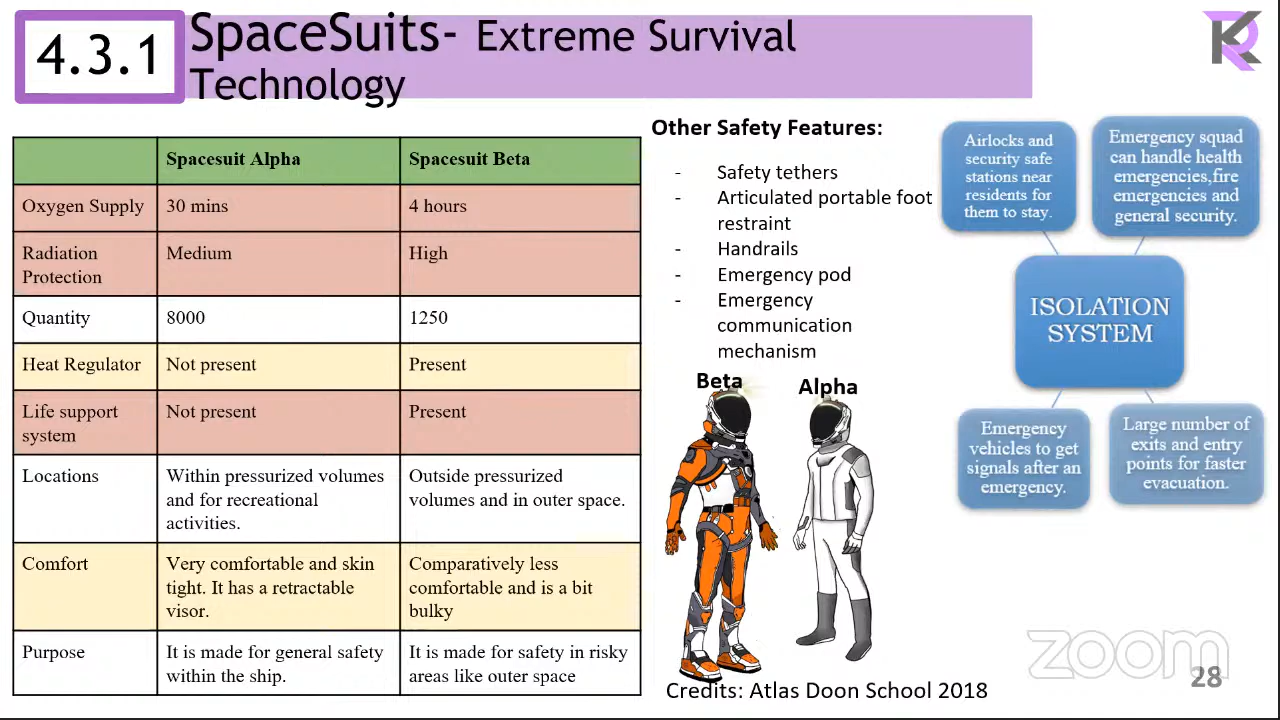 4.3.1
SpaceSuits- Extreme Survival
Technology
Spacesuit Alpha
Spacesuit Beta
Oxygen Supply
30 mins
4 hours
Radiation
Protection
Medium
High
Quantity
8000
1250
Heat Regulator
Not present
Present
Life support
system
Not present
Present
Locations
Within pressurized volumes
and for recreational
activities.
Outside pressurized
volumes and in outer space.
Comfort
Very comfortable and skin
tight. It has a retractable
visor.
Comparatively less
comfortable and is a bit
bulky
Purpose
It is made for general safety
within the ship.
It is made for safety in risky
areas like outer space
Other Safety Features:
- Safety tethers
- Articulated portable foot
restraint
- Handrails
- Emergency pod
- Emergency
communication
mechanism
Beta
Alpha
Credits: Atlas Doon School 2018
Airlocks and
security safe
stations near
residents for
them to stay.
Emergency squad
can handle health
emergencies,fire
emergencies and
general security.
ISOLATION
SYSTEM
Emergency
vehicles to get
signals after an
emergency.
Large number of
exits and entry
points for faster
evacuation.
zoom
28